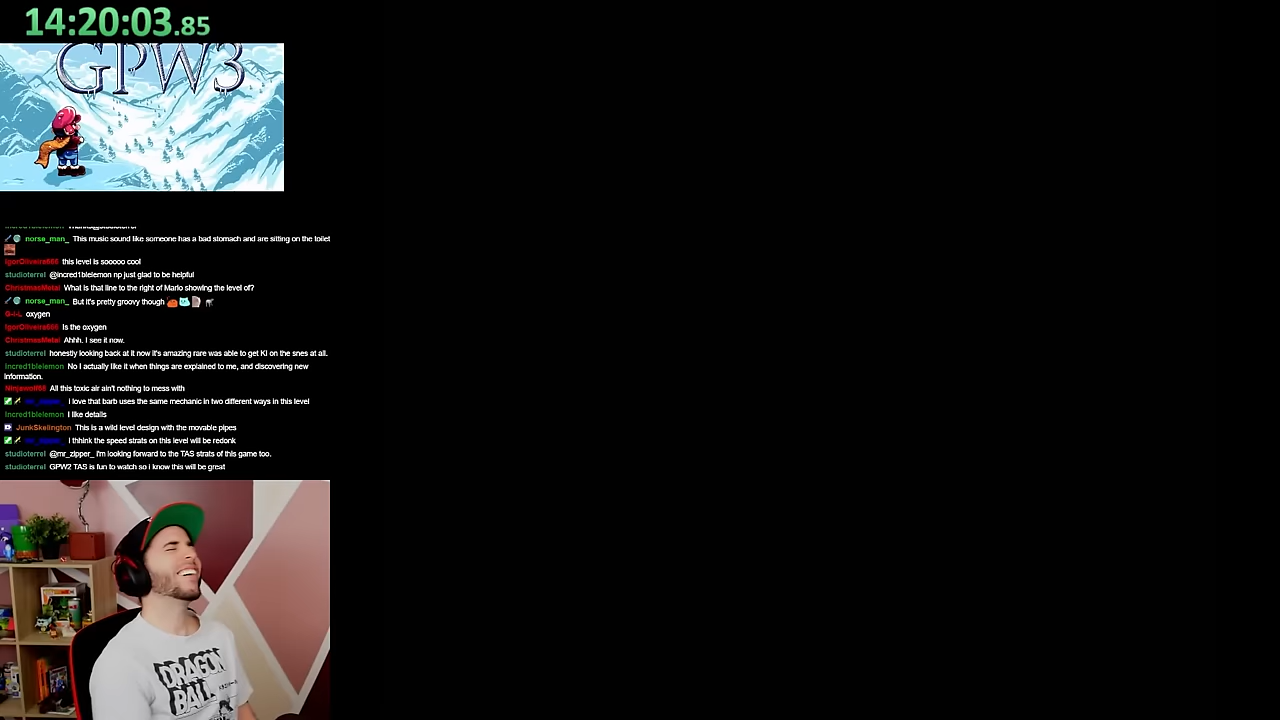 14:20:03.85
GPW3
norse_man_ This music sound like someone has a bad stomach and are sitting on the toilet
IgorOliveira666 this level is sooooo cool
studioterrel @incred1blelemon np just glad to be helpful
ChristmasMetal What is that line to the right of Mario showing the level of?
norse_man_ But it's pretty groovy though
G-I-L oxygen
IgorOliveira666 Is the oxygen
ChristmasMetal Ahhh. I see it now.
studioterrel honestly looking back at it now it's amazing rare was able to get KI on the snes at all.
Incred1blelemon No I actually like it when things are explained to me, and discovering new
information.
Ninjawolf66 All this toxic air ain't nothing to mess with
mr_zipper_ i love that barb uses the same mechanic in two different ways in this level
Incred1blelemon I like details
JunkSkelington This is a wild level design with the movable pipes
mr_zipper_ i thhink the speed strats on this level will be redonk
studioterrel @mr_zipper_ i'm looking forward to the TAS strats of this game too.
studioterrel GPW2 TAS is fun to watch so i know this will be great
DRAGON
BALL